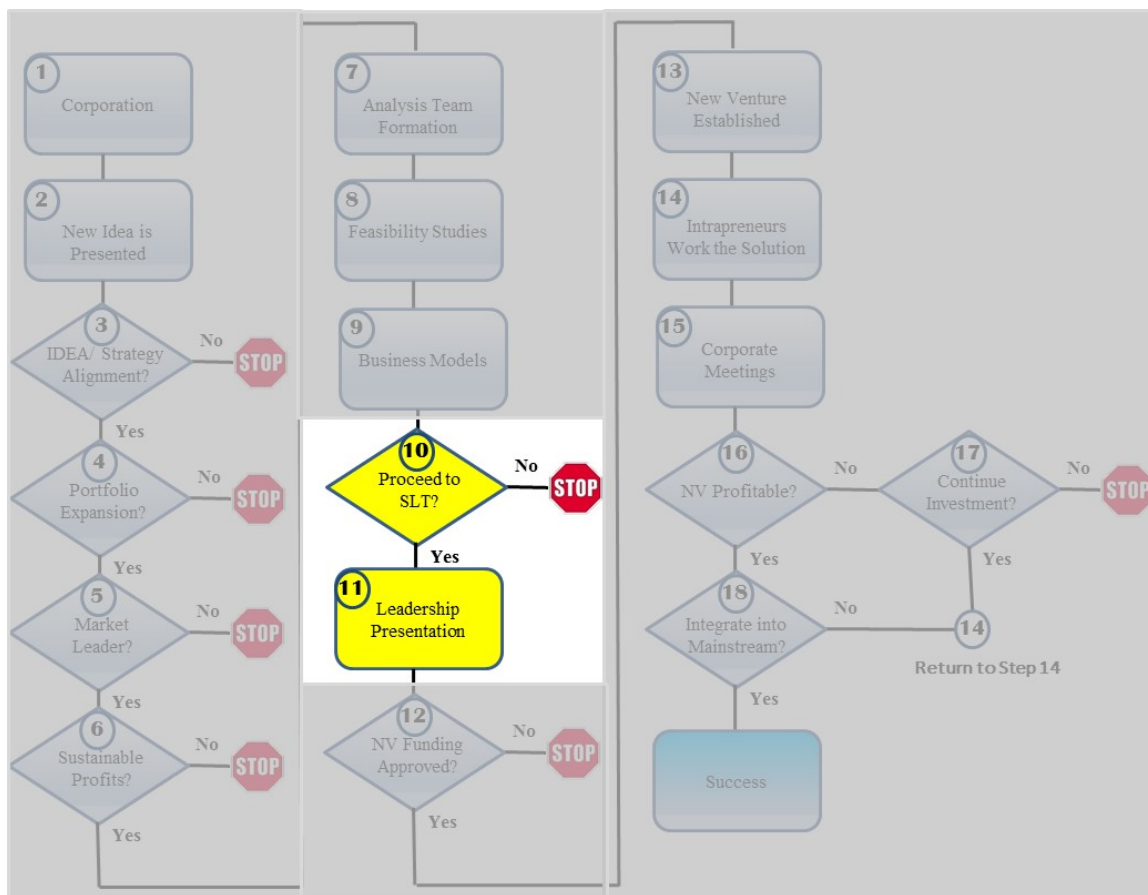 1
Corporation
2
New Idea is
Presented
3
IDEA/ Strategy
Alignment?
No
STOP
Yes
4
Portfolio
Expansion?
No
STOP
Yes
5
Market
Leader?
No
STOP
Yes
6
Sustainable
Profits?
No
STOP
Yes
7
Analysis Team
Formation
8
Feasibility Studies
9
Business Models
10
Proceed to
SLT?
No
STOP
Yes
11
Leadership
Presentation
12
NV Funding
Approved?
No
STOP
Yes
13
New Venture
Established
14
Intrapreneurs
Work the Solution
15
Corporate
Meetings
16
NV Profitable?
No
Yes
17
Continue
Investment?
No
STOP
Yes
18
Integrate into
Mainstream?
No
14
Return to Step 14
Yes
Success